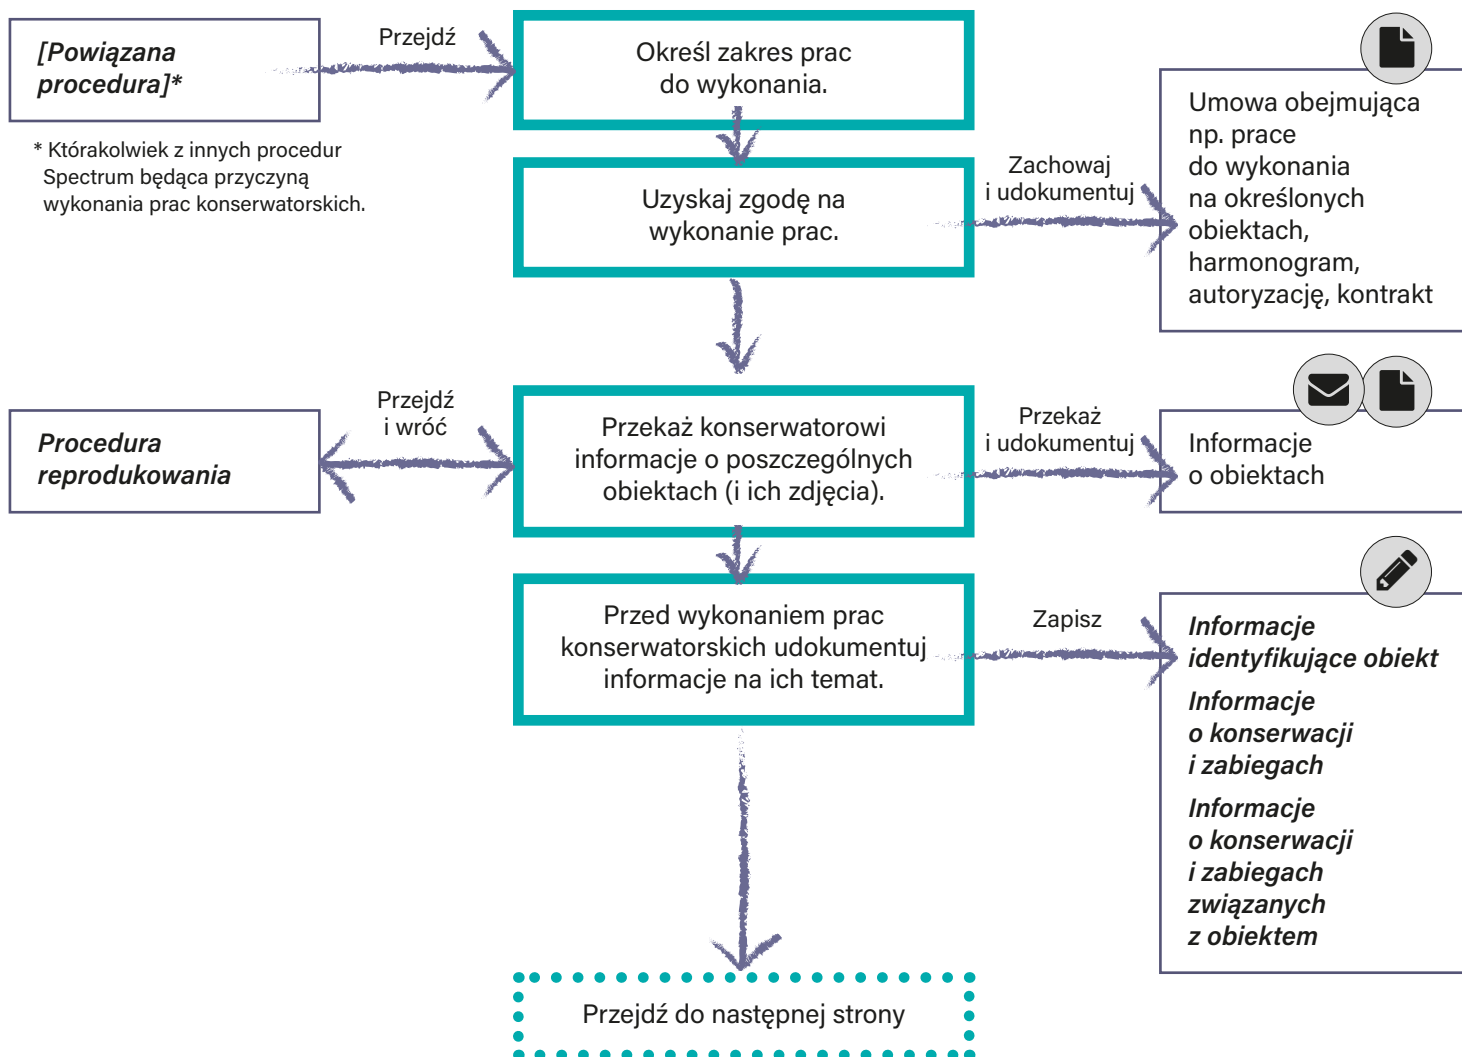 [Powiązana
procedura]*
Przejdź
Określ zakres prac
do wykonania.
* Którakolwiek z innych procedur
Spectrum będąca przyczyną
wykonania prac konserwatorskich.
Uzyskaj zgodę na
wykonanie prac.
Zachowaj
i udokumentuj
Umowa obejmująca
np. prace
do wykonania
na określonych
obiektach,
harmonogram,
autoryzację, kontrakt
Procedura
reprodukowania
Przejdź
i wróć
Przekaż konserwatorowi
informacje o poszczególnych
obiektach (i ich zdjęcia).
Przekaż
i udokumentuj
Informacje
o obiektach
Przed wykonaniem prac
konserwatorskich udokumentuj
informacje na ich temat.
Zapisz
Informacje
identyfikujące obiekt
Informacje
o konserwacji
i zabiegach
Informacje
o konserwacji
i zabiegach
związanych
z obiektem
Przejdź do następnej strony